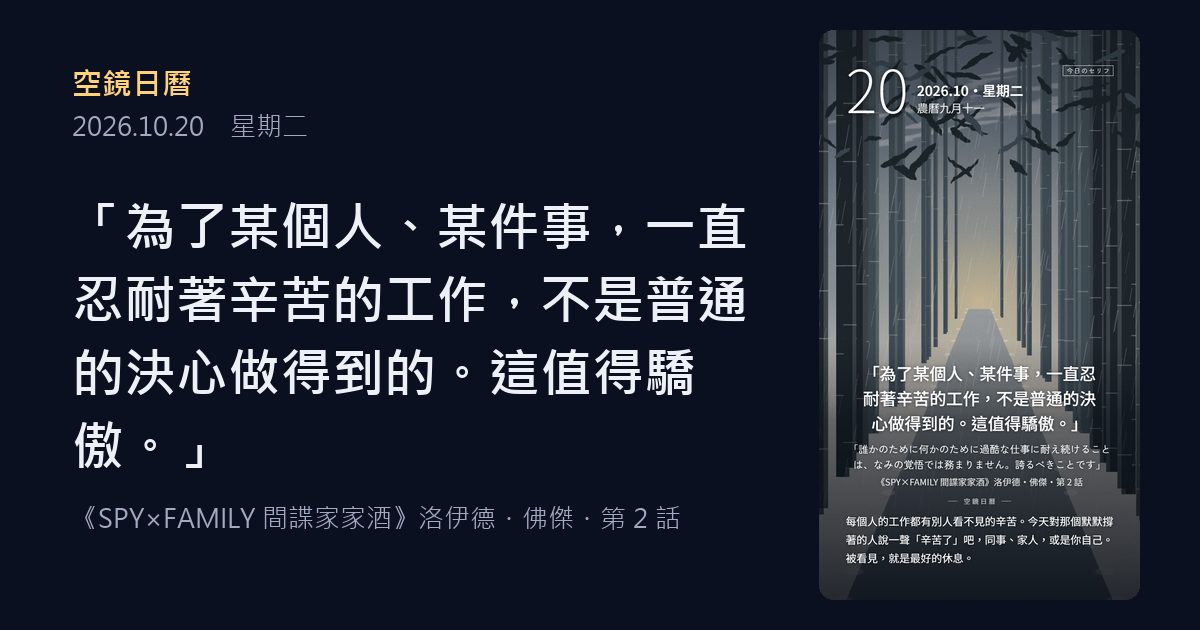 空鏡日曆
2026.10.20 星期二
「為了某個人、某件事，一直
忍耐著辛苦的工作，不是普通
的決心做得到的。這值得驕
傲。」
《SPY×FAMILY 間諜家家酒》洛伊德・佛傑・第 2 話
20
2026.10・星期二
農曆九月十一
今日のセリフ
「為了某個人、某件事，一直忍
耐著辛苦的工作，不是普通的決
心做得到的。這值得驕傲。」
「誰かのために何かのために過酷な仕事に耐え続けること
は、なみの覚悟では務まりません。誇るべきことです」
《SPY×FAMILY 間諜家家酒》洛伊德・佛傑・第 2 話
— 空鏡日曆 —
每個人的工作都有別人看不見的辛苦。今天對那個默默撐
著的人說一聲「辛苦了」吧，同事、家人，或是你自己。
被看見，就是最好的休息。